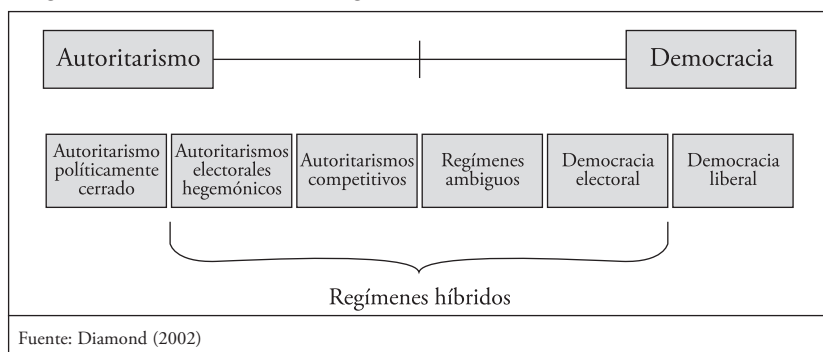 Autoritarismo
Democracia
Autoritarismo
políticamente
cerrado
Autoritarismos
electorales
hegemónicos
Autoritarismos
competitivos
Regímenes
ambiguos
Democracia
electoral
Democracia
liberal
Regímenes híbridos
Fuente: Diamond (2002)